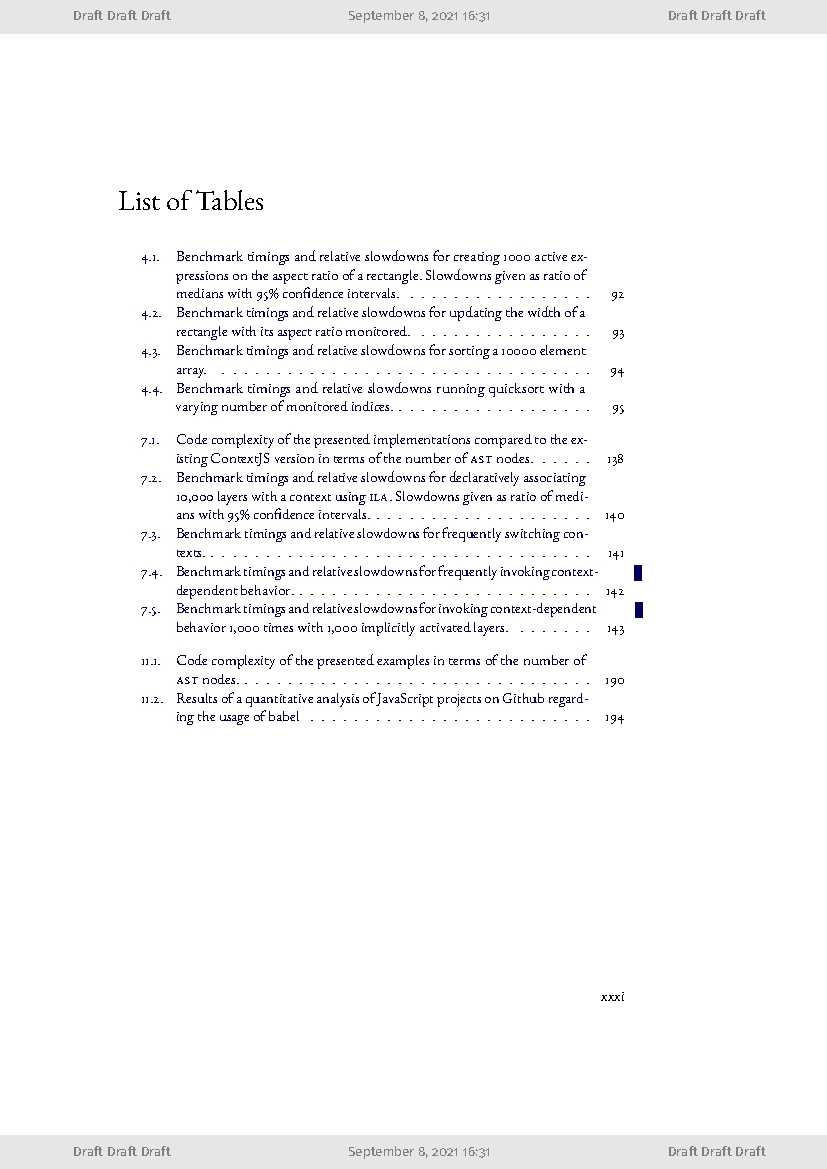 Draft Draft Draft September 8, 2021 16:31 Draft Draft Draft
List of Tables
4.1. Benchmark timings and relative slowdowns for creating 1000 active ex-
pressions on the aspect ratio of a rectangle. Slowdowns given as ratio of
medians with 95% confidence intervals. . . . . . . . . . . . . . . . . . . 92
4.2. Benchmark timings and relative slowdowns for updating the width of a
rectangle with its aspect ratio monitored. . . . . . . . . . . . . . . . . . 93
4.3. Benchmark timings and relative slowdowns for sorting a 10000 element
array. . . . . . . . . . . . . . . . . . . . . . . . . . . . . . . . . . . . . 94
4.4. Benchmark timings and relative slowdowns running quicksort with a
varying number of monitored indices. . . . . . . . . . . . . . . . . . . . 95
7.1. Code complexity of the presented implementations compared to the ex-
isting ContextJS version in terms of the number of AST nodes. . . . . . . 138
7.2. Benchmark timings and relative slowdowns for declaratively associating
10,000 layers with a context using ILA. Slowdowns given as ratio of medi-
ans with 95% confidence intervals. . . . . . . . . . . . . . . . . . . . . . 140
7.3. Benchmark timings and relative slowdowns for frequently switching con-
texts. . . . . . . . . . . . . . . . . . . . . . . . . . . . . . . . . . . . . . 141
7.4. Benchmark timings and relative slowdowns for frequently invoking context-
dependent behavior. . . . . . . . . . . . . . . . . . . . . . . . . . . . . 142
7.5. Benchmark timings and relative slowdowns for invoking context-dependent
behavior 1,000 times with 1,000 implicitly activated layers. . . . . . . . . 143
11.1. Code complexity of the presented examples in terms of the number of
AST nodes. . . . . . . . . . . . . . . . . . . . . . . . . . . . . . . . . . . 190
11.2. Results of a quantitative analysis of JavaScript projects on Github regard-
ing the usage of babel . . . . . . . . . . . . . . . . . . . . . . . . . . . 194
xxxi
Draft Draft Draft September 8, 2021 16:31 Draft Draft Draft